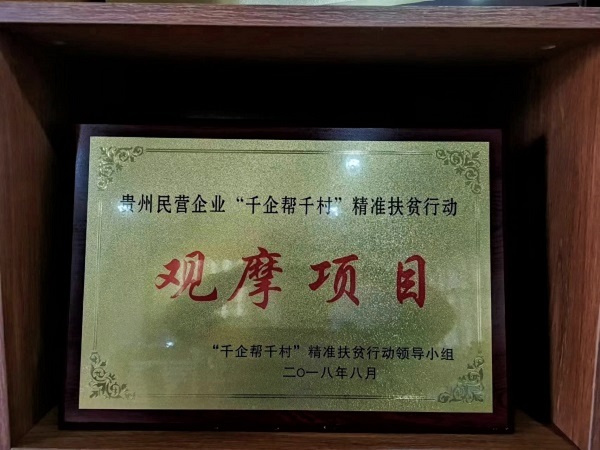 贵州民营企业“千企帮千村”精准扶贫行动
观摩项目
“千企帮千村”精准扶贫行动领导小组
二〇一八年八月